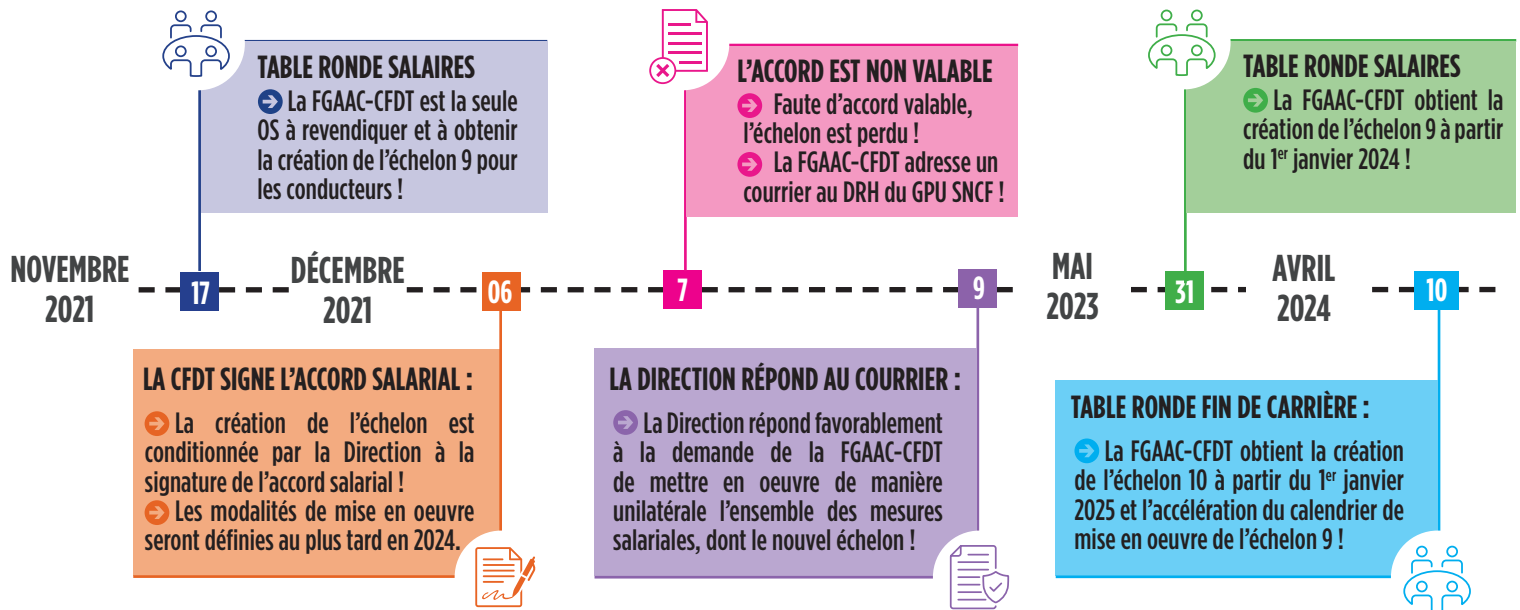 TABLE RONDE SALAIRES
La FGAAC-CFDT est la seule
OS à revendiquer et à obtenir
la création de l'échelon 9 pour
les conducteurs !
L'ACCORD EST NON VALABLE
Faute d'accord valable,
l'échelon est perdu !
La FGAAC-CFDT adresse un
courrier au DRH du GPU SNCF !
TABLE RONDE SALAIRES
La FGAAC-CFDT obtient la
création de l'échelon 9 à partir
du 1er janvier 2024 !
NOVEMBRE
2021
17
DÉCEMBRE
2021
06
7
9
MAI
2023
31
AVRIL
2024
10
LA CFDT SIGNE L'ACCORD SALARIAL :
La création de l'échelon est
conditionnée par la Direction à la
signature de l'accord salarial !
Les modalités de mise en oeuvre
seront définies au plus tard en 2024.
LA DIRECTION RÉPOND AU COURRIER :
La Direction répond favorablement
à la demande de la FGAAC-CFDT
de mettre en oeuvre de manière
unilatérale l'ensemble des mesures
salariales, dont le nouvel échelon !
TABLE RONDE FIN DE CARRIÈRE :
La FGAAC-CFDT obtient la création
de l'échelon 10 à partir du 1er janvier
2025 et l'accélération du calendrier de
mise en oeuvre de l'échelon 9 !